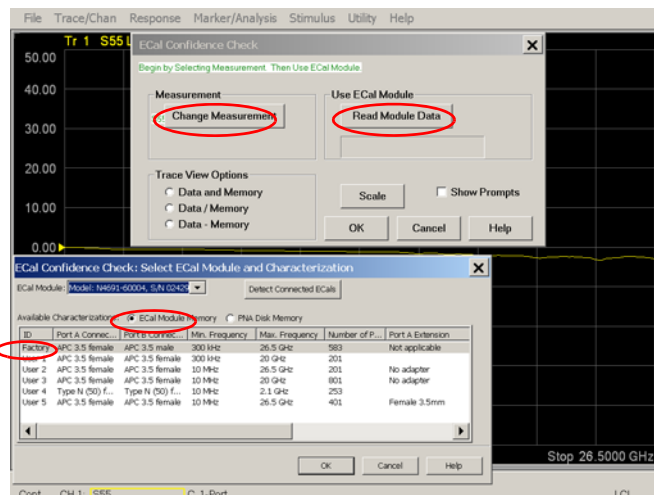 File Trace/Chan Response Marker/Analysis Stimulus Utility Help
Tr 1 S55 L
ECal Confidence Check
50.00
Begin by Selecting Measurement. Then Use ECal Module.
40.00
Measurement
Use ECal Module
Change Measurement
Read Module Data
30.00
20.00
Trace View Options
Data and Memory
Data / Memory
Data - Memory
Scale
Show Prompts
10.00
OK Cancel Help
0.00
ECal Confidence Check: Select ECal Module and Characterization
ECal Module: Model: N4691-60004, S/N 02429
Detect Connected ECals
Available Characterizations: ECal Module Memory PNA Disk Memory
ID Port A Connec... Port B Connec... Min. Frequency Max. Frequency Number of P... Port A Extension
Factory APC 3.5 female APC 3.5 male 300 kHz 26.5 GHz 583 Not applicable
User 1 APC 3.5 female APC 3.5 female 300 kHz 20 GHz 201
User 2 APC 3.5 female APC 3.5 female 10 MHz 26.5 GHz 201 No adapter
User 3 APC 3.5 female APC 3.5 female 10 MHz 20 GHz 801 No adapter
User 4 Type N (50) f... Type N (50) f... 10 MHz 2.1 GHz 253
User 5 APC 3.5 female APC 3.5 female 10 MHz 26.5 GHz 401 Female 3.5mm
Stop 26.5000 GHz
OK Cancel Help
Cont. CH 1: S55 C 1-Port LCL